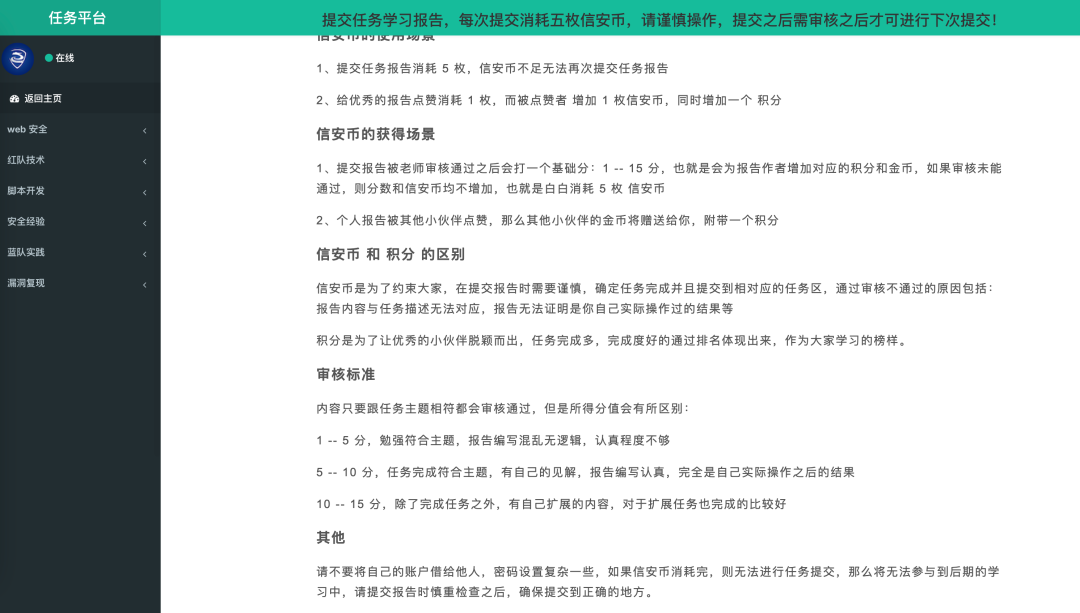 任务平台
提交任务学习报告，每次提交消耗五枚信安币，请谨慎操作，提交之后需审核之后才可进行下次提交！
在线
返回主页
web 安全
红队技术
脚本开发
安全经验
蓝队实践
漏洞复现
信安币的使用场景
1、提交任务报告消耗 5 枚，信安币不足无法再次提交任务报告
2、给优秀的报告点赞消耗 1 枚，而被点赞者 增加 1 枚信安币，同时增加一个 积分
信安币的获得场景
1、提交报告被老师审核通过之后会打一个基础分：1 -- 15 分，也就是会为报告作者增加对应的积分和金币，如果审核未能
通过，则分数和信安币均不增加，也就是白白消耗 5 枚 信安币
2、个人报告被其他小伙伴点赞，那么其他小伙伴的金币将赠送给你，附带一个积分
信安币 和 积分 的区别
信安币是为了约束大家，在提交报告时需要谨慎，确定任务完成并且提交到相对应的任务区，通过审核不通过的原因包括：
报告内容与任务描述无法对应，报告无法证明是你自己实际操作过的结果等
积分是为了让优秀的小伙伴脱颖而出，任务完成多，完成度好的通过排名体现出来，作为大家学习的榜样。
审核标准
内容只要跟任务主题相符都会审核通过，但是所得分值会有所区别：
1 -- 5 分，勉强符合主题，报告编写混乱无逻辑，认真程度不够
5 -- 10 分，任务完成符合主题，有自己的见解，报告编写认真，完全是自己实际操作之后的结果
10 -- 15 分，除了完成任务之外，有自己扩展的内容，对于扩展任务也完成的比较好
其他
请不要将自己的账户借给他人，密码设置复杂一些，如果信安币消耗完，则无法进行任务提交，那么将无法参与到后期的学
习中，请提交报告时慎重检查之后，确保提交到正确的地方。